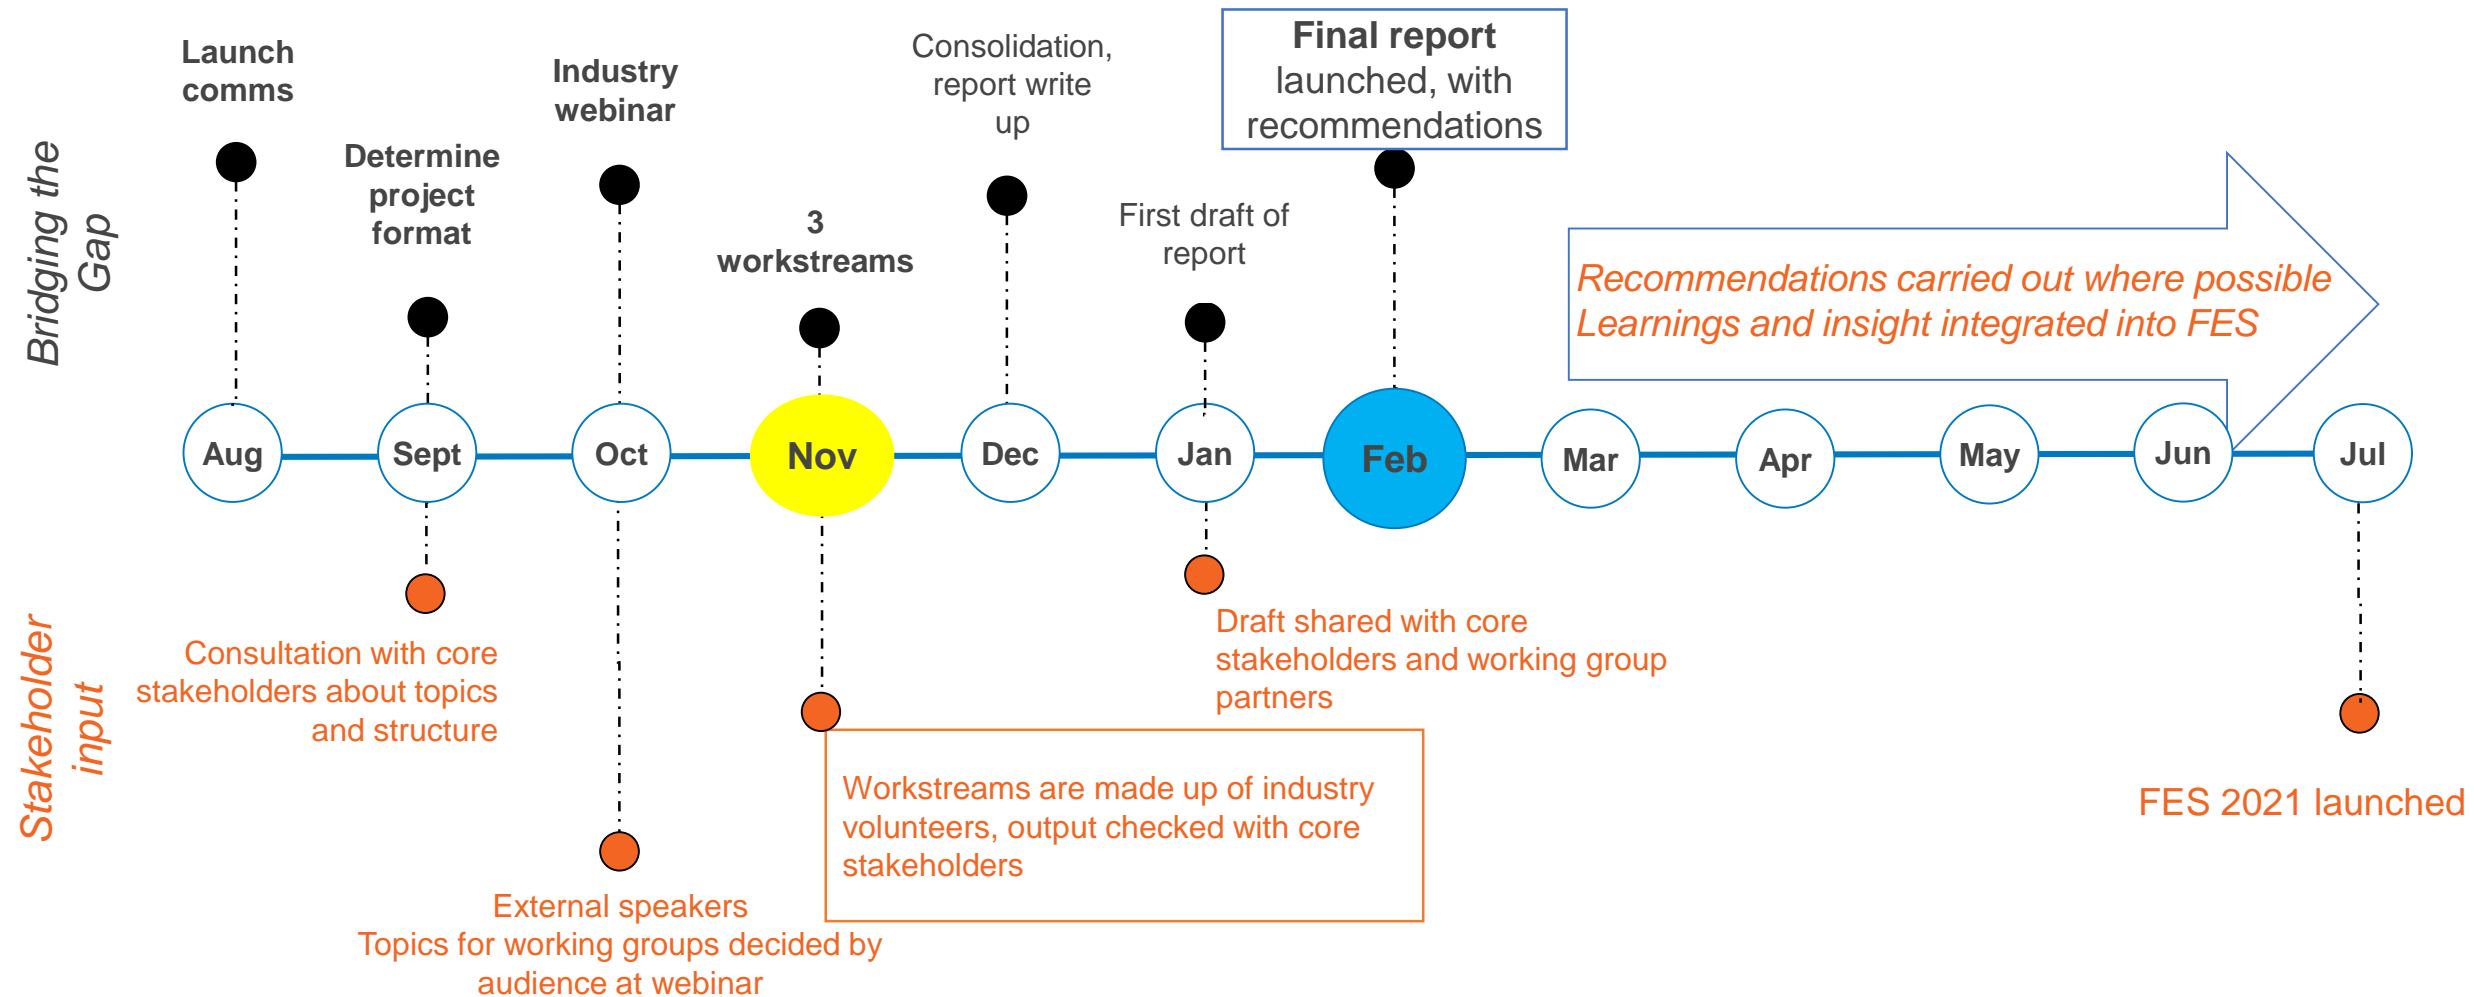 Launch
comms
Determine
project
format
Industry
webinar
3
workstreams
Consolidation,
report write
up
First draft of
report
Final report
launched, with
recommendations
Bridging the
Gap
Recommendations carried out where possible
Learnings and insight integrated into FES
Aug
Sept
Oct
Nov
Dec
Jan
Feb
Mar
Apr
May
Jun
Jul
Stakeholder
input
Consultation with core
stakeholders about topics
and structure
External speakers
Topics for working groups decided by
audience at webinar
Workstreams are made up of industry
volunteers, output checked with core
stakeholders
Draft shared with core
stakeholders and working group
partners
FES 2021 launched